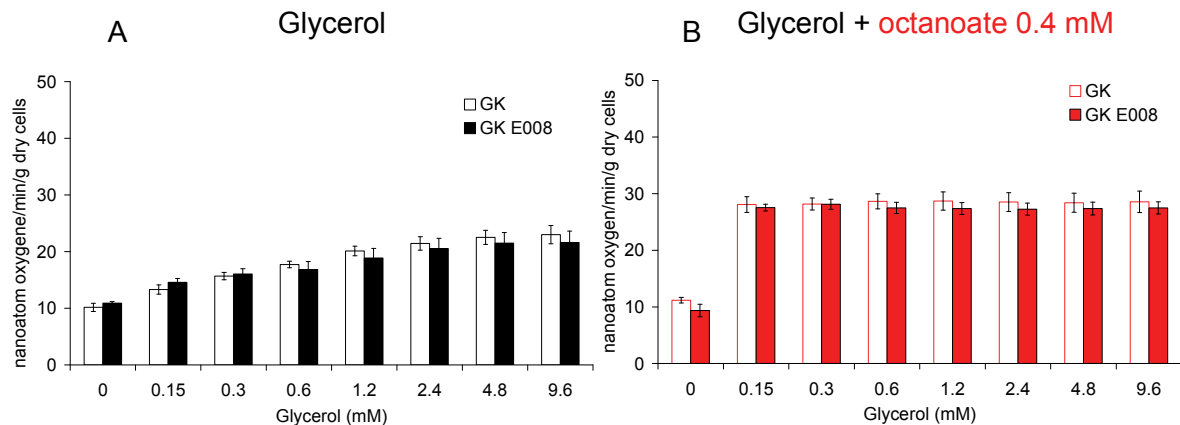 A
Glycerol
nanoatom oxygene/min/g dry cells
50
40
30
20
10
0
GK
GK E008
0 0.15 0.3 0.6 1.2 2.4 4.8 9.6
Glycerol (mM)
B
Glycerol + octanoate 0.4 mM
nanoatom oxygene/min/g dry cells
50
40
30
20
10
0
GK
GK E008
0 0.15 0.3 0.6 1.2 2.4 4.8 9.6
Glycerol (mM)